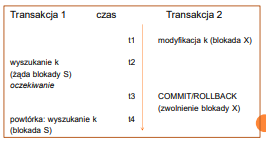 Transakcja 1 czas Transakcja 2
t1 modyfikacja k (blokada X)
wyszukanie k t2
(żąda blokady S)
oczekiwanie
t3 COMMIT/ROLLBACK
(zwolnienie blokady X)
powtórka: wyszukanie k t4
(blokada S)